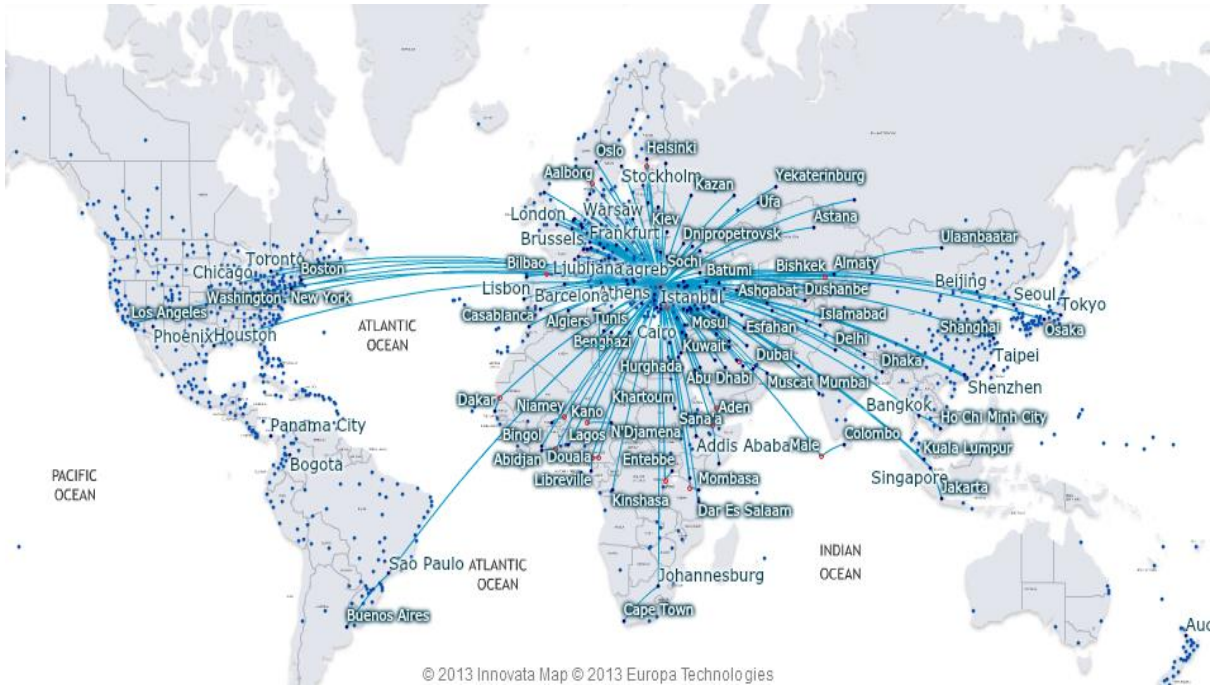 Oslo
Helsinki
Aalborg
Stockholm
Kazan
Yekaterinburg
Ufa
London
Warsaw
Kiev
Astana
Brussels
Frankfurt
Dnipropetrovsk
Ulaanbaatar
Toronto
Chicago
Boston
Bilbao
Ljubljana
agreb
Sochi
Batumi
Bishkek
Almaty
Beijing
Washington
New York
Lisbon
Barcelona
Athens
Istanbul
Ashgabat
Dushanbe
Seoul
Tokyo
Los Angeles
Casablanca
Algiers
Tunis
Mosul
Esfahan
Islamabad
Shanghai
Osaka
Phoenix
Houston
ATLANTIC
OCEAN
Benghazi
Cairo
Kuwait
Delhi
Dubai
Dhaka
Taipei
Hurghada
Abu Dhabi
Muscat
Mumbai
Shenzhen
Dakar
Niamey
Kano
Khartoum
Sana'a
Aden
Bangkok
Ho Chi Minh City
Panama City
Bingol
Lagos
N'Djamena
Addis Ababa
Male
Colombo
Kuala Lumpur
Bogota
Abidjan
Douala
Entebbe
PACIFIC
OCEAN
Libreville
Mombasa
Singapore
Jakarta
Kinshasa
Dar Es Salaam
Sao Paulo
ATLANTIC
OCEAN
INDIAN
OCEAN
Johannesburg
Buenos Aires
Cape Town
Auc
© 2013 Innovata Map © 2013 Europa Technologies